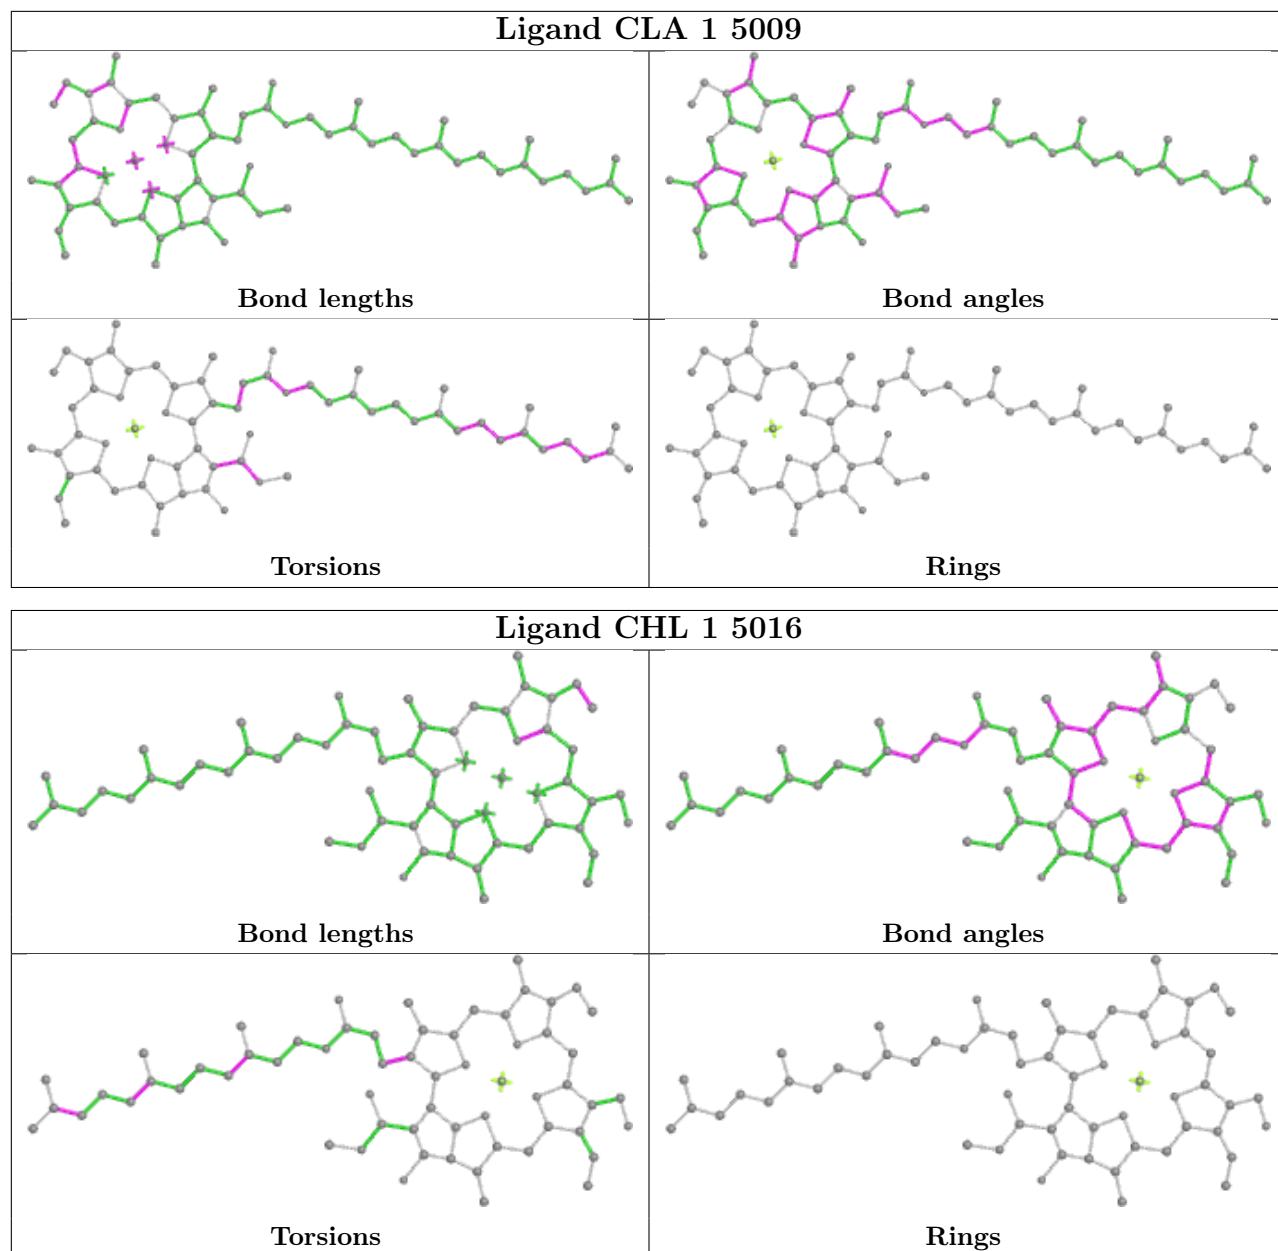 Ligand CLA 1 5009
Bond lengths
Bond angles
Torsions
Rings
Ligand CHL 1 5016
Bond lengths
Bond angles
Torsions
Rings